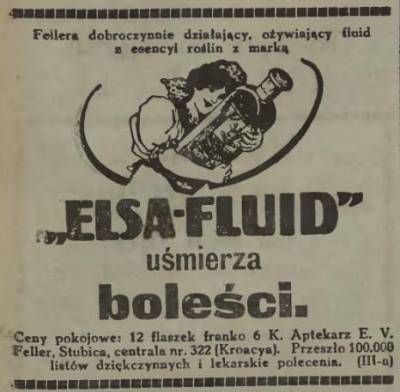 Fellera dobroczynnie działający, ożywiający fluid
z esencyi roślin z marką
„ELSA-FLUID”
uśmierza
boleści.
Ceny pokojowe: 12 flaszek franko 6 K. Aptekarz E. V.
Feller, Stubica, centrala nr. 322 (Kroacya). Przeszło 100.000
listów dziękczynnych i lekarskie polecenia. (III-n)